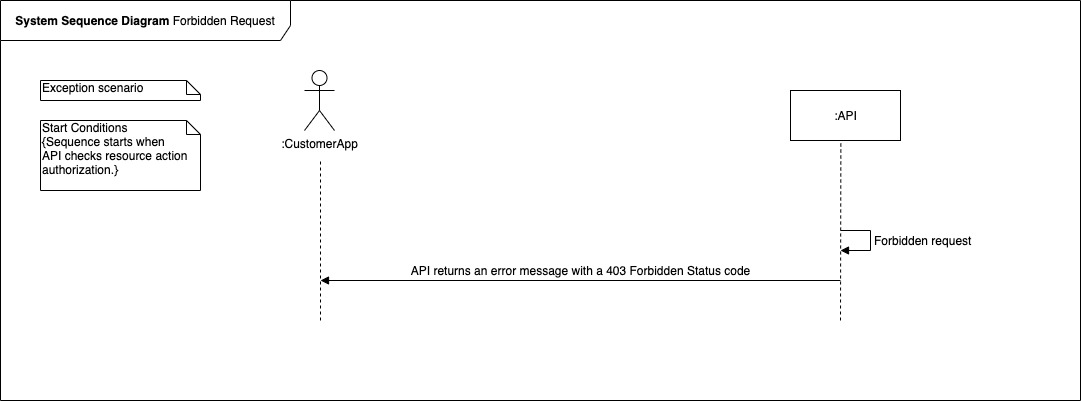 System Sequence Diagram Forbidden Request
Exception scenario
Start Conditions
{Sequence starts when
API checks resource action
authorization.}
:CustomerApp
:API
Forbidden request
API returns an error message with a 403 Forbidden Status code